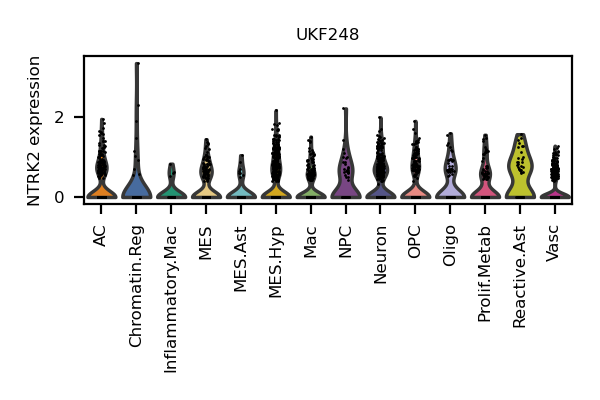 UKF248
NTRK2 expression
2
0
AC
Chromatin.Reg
Inflammatory.Mac
MES
MES.Ast
MES.Hyp
Mac
NPC
Neuron
OPC
Oligo
Prolif.Metab
Reactive.Ast
Vasc